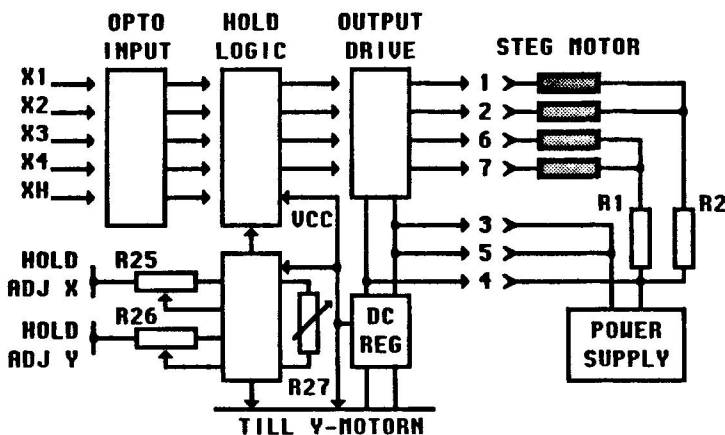 OPTO INPUT
HOLD LOGIC
OUTPUT DRIVE
STEG MOTOR
X1
X2
X3
X4
XH
1
2
6
7
3
5
4
R1
R2
VCC
HOLD ADJ X
R25
HOLD ADJ Y
R26
R27
DC REG
POWER SUPPLY
TILL Y-MOTORN